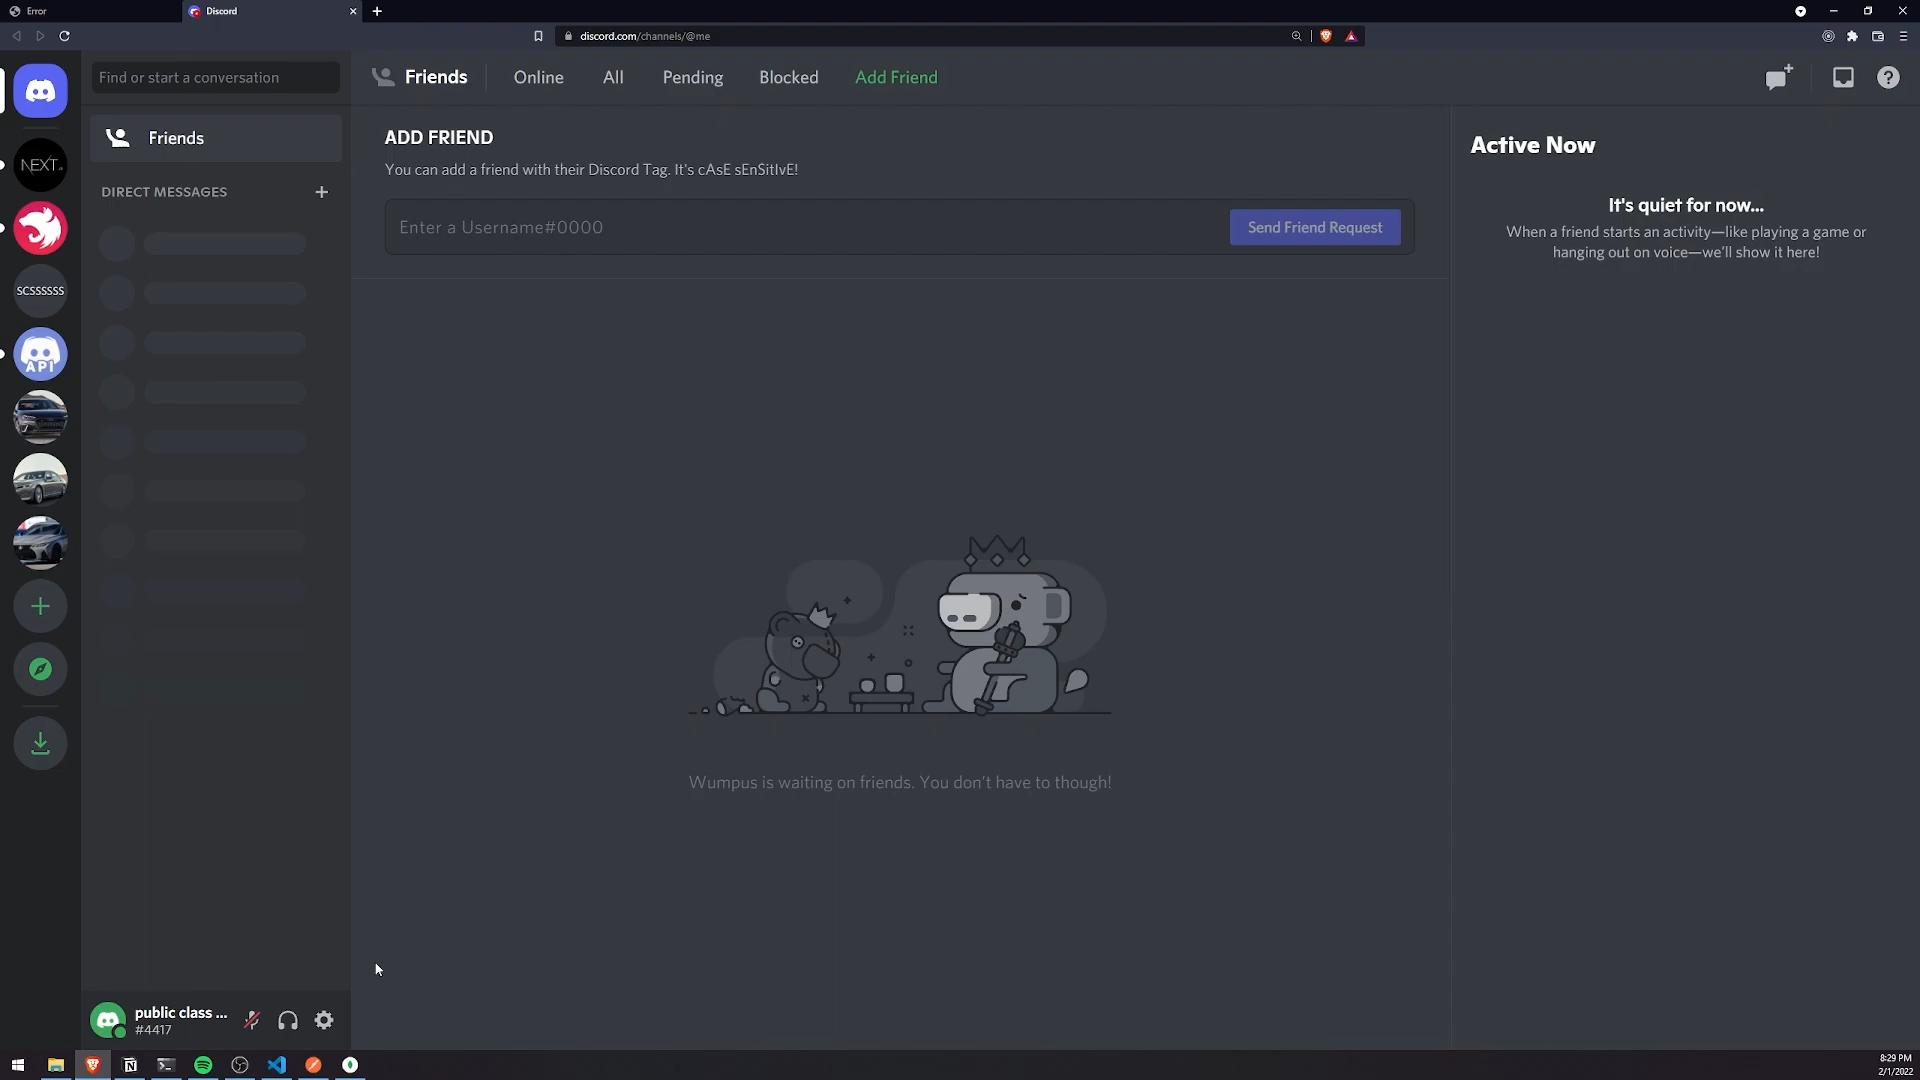 Error
Discord
discord.com/channels/@me
Find or start a conversation
Friends
Online
All
Pending
Blocked
Add Friend
NEXT
SCSSSSSS
API
Friends
DIRECT MESSAGES
ADD FRIEND
You can add a friend with their Discord Tag. It's cAsE sEnSitIvE!
Enter a Username#0000
Send Friend Request
Wumpus is waiting on friends. You don't have to though!
Active Now
It's quiet for now...
When a friend starts an activity—like playing a game or
hanging out on voice—we'll show it here!
public class ...
#4417
8:29 PM
2/1/2022